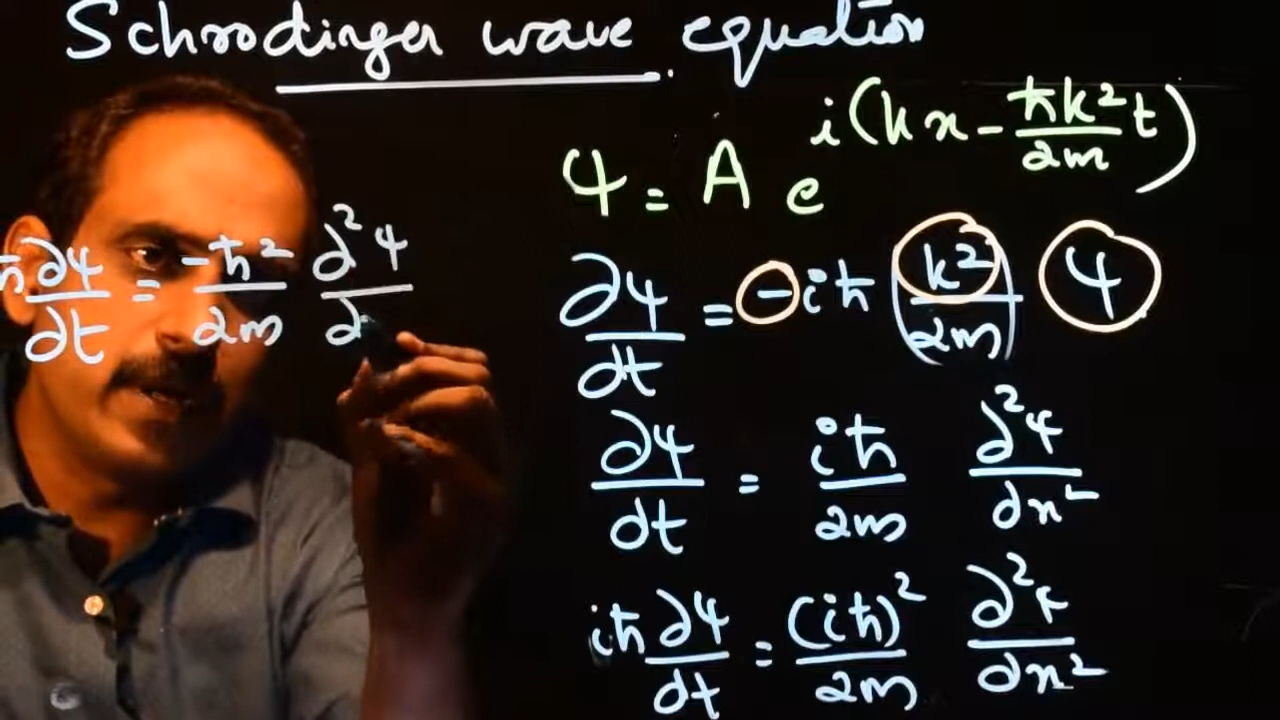 Schrodinger wave equation
ψ = A e^{i(kx - ħk²/2m t)}
∂ψ/∂t = -iħ (k²/2m) ψ
ħ ∂ψ/∂t = -ħ²/2m ∂²ψ/∂
∂ψ/∂t = iħ/2m ∂²ψ/∂x²
iħ ∂ψ/∂t = (iħ)²/2m ∂²ψ/∂x²